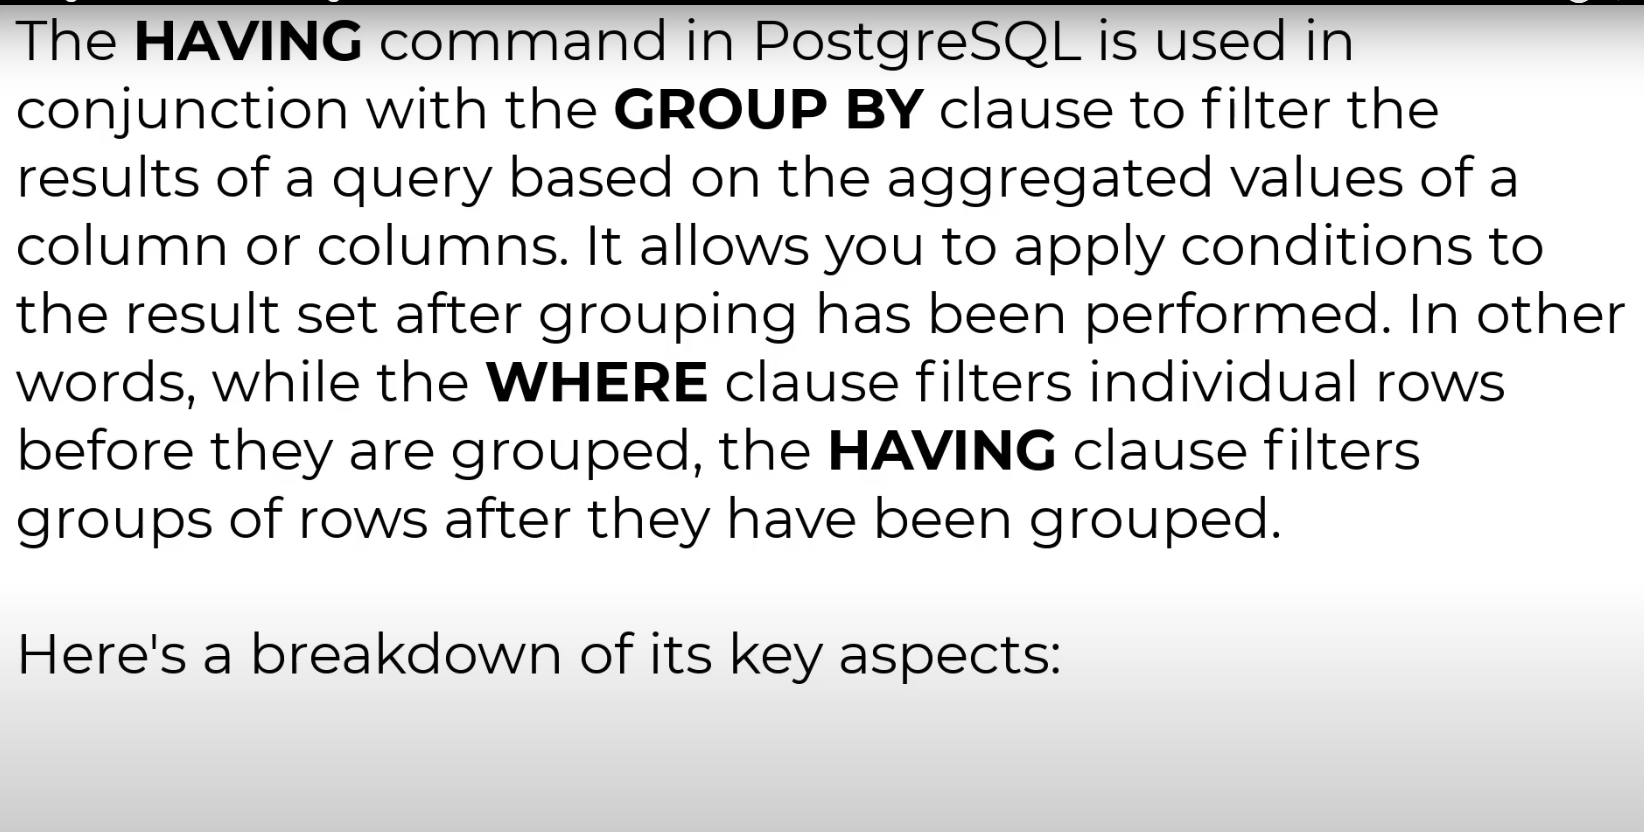 The HAVING command in PostgreSQL is used in
conjunction with the GROUP BY clause to filter the
results of a query based on the aggregated values of a
column or columns. It allows you to apply conditions to
the result set after grouping has been performed. In other
words, while the WHERE clause filters individual rows
before they are grouped, the HAVING clause filters
groups of rows after they have been grouped.
Here's a breakdown of its key aspects: